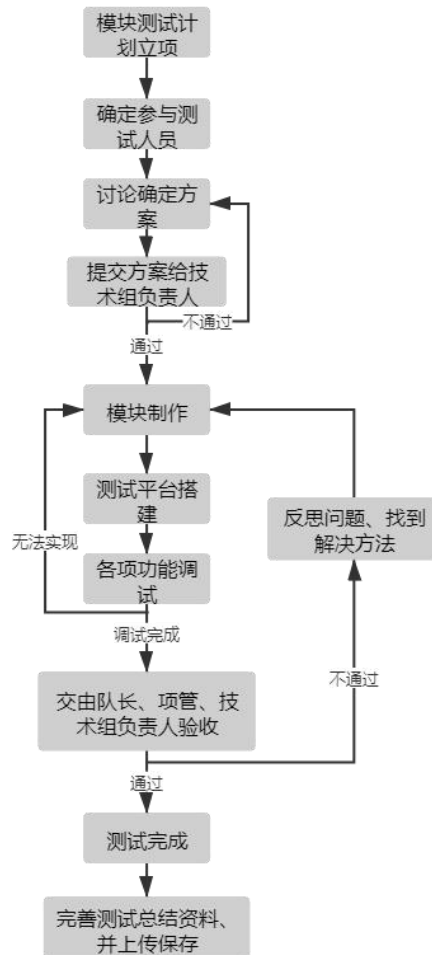 模块测试计
划立项
确定参与测
试人员
讨论确定方
案
提交方案给技
术组负责人
不通过
通过
模块制作
测试平台搭
建
反思问题、找到
解决方法
无法实现
各项功能调
试
调试完成
不通过
交由队长、项管、技
术组负责人验收
通过
测试完成
完善测试总结资料、
并上传保存